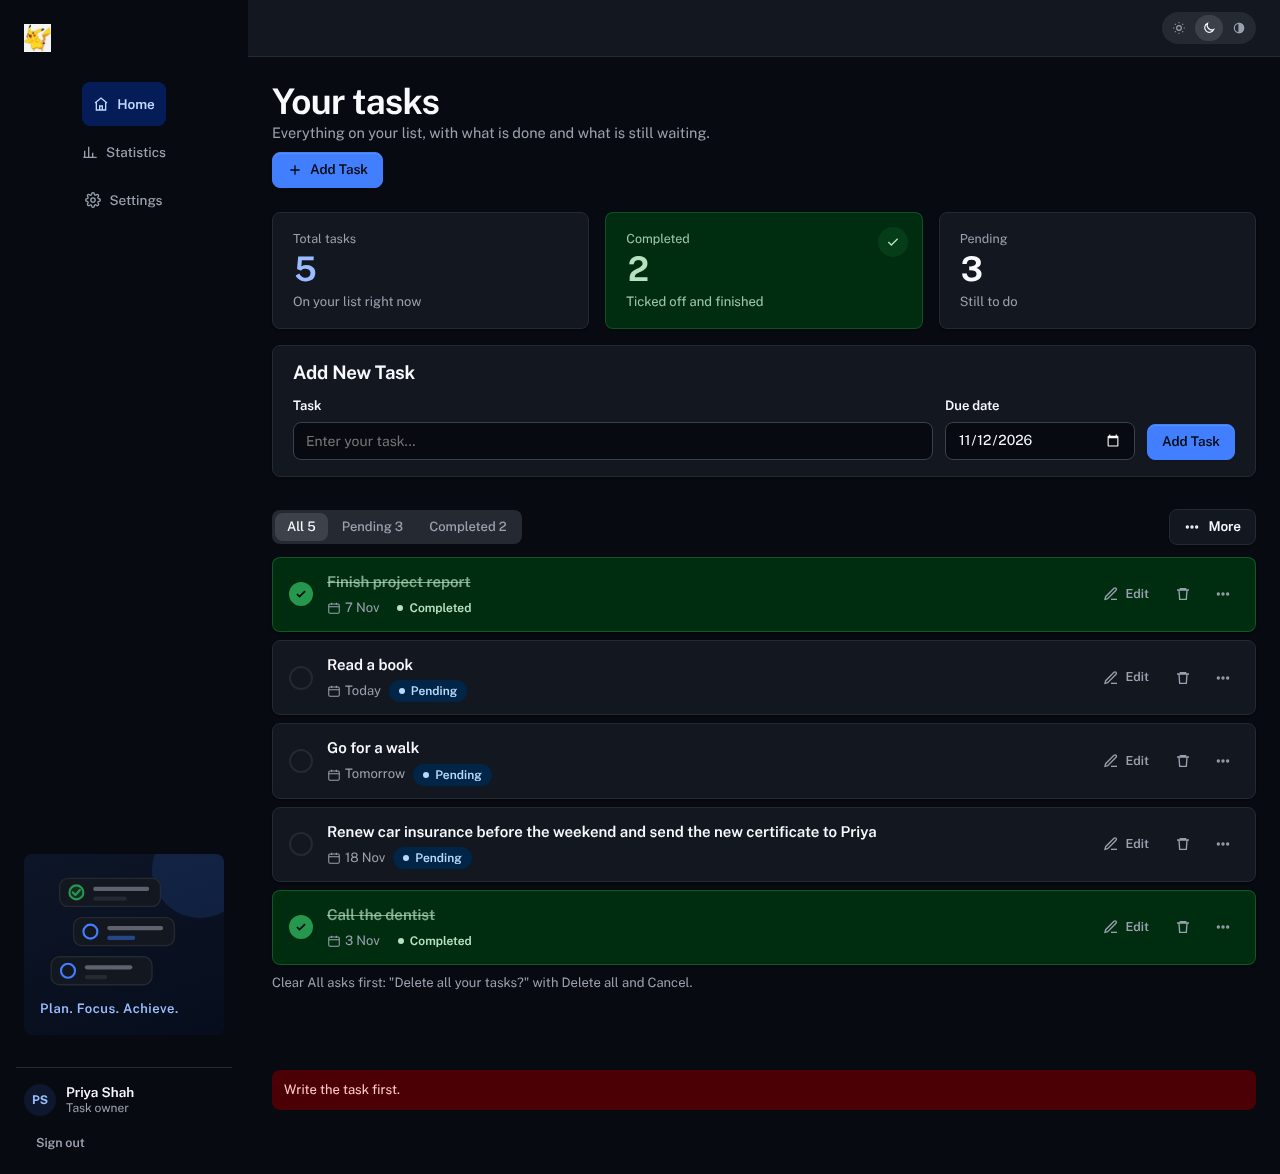 Home
Statistics
Settings
Plan. Focus. Achieve.
PS
Priya Shah
Task owner
Sign out
Your tasks
Everything on your list, with what is done and what is still waiting.
Add Task
Total tasks
5
On your list right now
Completed
2
Ticked off and finished
Pending
3
Still to do
Add New Task
Task
Due date
Enter your task...
11/12/2026
Add Task
All 5
Pending 3
Completed 2
More
Finish project report
7 Nov
Completed
Edit
Read a book
Today
Pending
Edit
Go for a walk
Tomorrow
Pending
Edit
Renew car insurance before the weekend and send the new certificate to Priya
18 Nov
Pending
Edit
Call the dentist
3 Nov
Completed
Edit
Clear All asks first: "Delete all your tasks?" with Delete all and Cancel.
Write the task first.